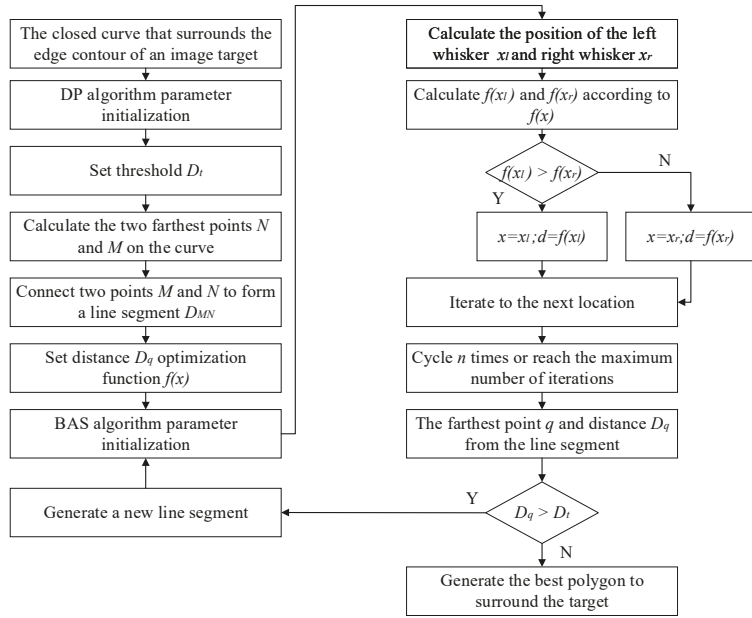 The closed curve that surrounds the
edge contour of an image target
DP algorithm parameter
initialization
Set threshold Dt
Calculate the two farthest points N
and M on the curve
Connect two points M and N to form
a line segment DMN
Set distance Dq optimization
function f(x)
BAS algorithm parameter
initialization
Generate a new line segment
Calculate the position of the left
whisker xl and right whisker xr
Calculate f(xl) and f(xr) according to
f(x)
f(xl) > f(xr)
N
Y
x=xl;d=f(xl)
x=xr;d=f(xr)
Iterate to the next location
Cycle n times or reach the maximum
number of iterations
The farthest point q and distance Dq
from the line segment
Y
Dq > Dt
N
Generate the best polygon to
surround the target